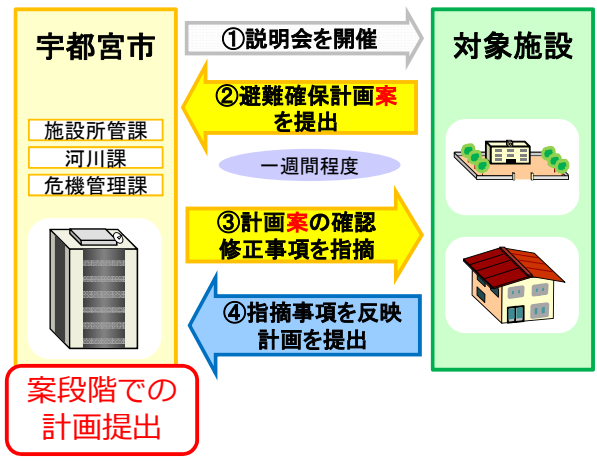 宇都宮市
施設所管課
河川課
危機管理課
案段階での
計画提出
①説明会を開催
②避難確保計画案
を提出
一週間程度
③計画案の確認
修正事項を指摘
④指摘事項を反映
計画を提出
対象施設